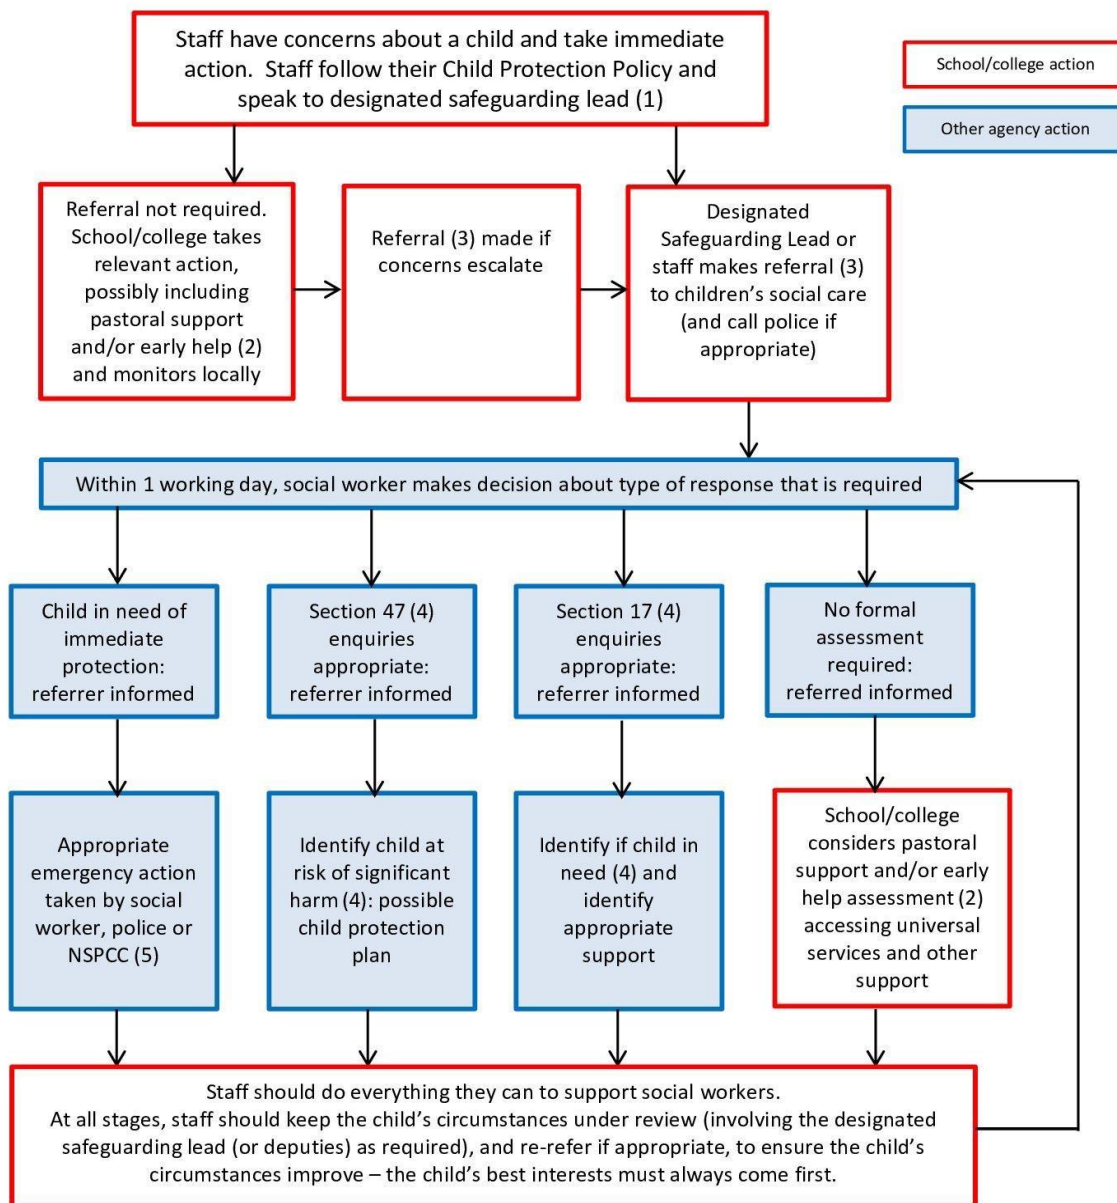 Staff have concerns about a child and take immediate
action.  Staff follow their Child Protection Policy and
speak to designated safeguarding lead (1)
School/college action
Other agency action
Referral not required.
School/college takes
relevant action,
possibly including
pastoral support
and/or early help (2)
and monitors locally
Referral (3) made if
concerns escalate
Designated
Safeguarding Lead or
staff makes referral (3)
to children’s social care
(and call police if
appropriate)
Within 1 working day, social worker makes decision about type of response that is required
Child in need of
immediate
protection:
referrer informed
Section 47 (4)
enquiries
appropriate:
referrer informed
Section 17 (4)
enquiries
appropriate:
referrer informed
No formal
assessment
required:
referred informed
Appropriate
emergency action
taken by social
worker, police or
NSPCC (5)
Identify child at
risk of significant
harm (4): possible
child protection
plan
Identify if child in
need (4) and
identify
appropriate
support
School/college
considers pastoral
support and/or early
help assessment (2)
accessing universal
services and other
support
Staff should do everything they can to support social workers.
At all stages, staff should keep the child’s circumstances under review (involving the designated
safeguarding lead (or deputies) as required), and re-refer if appropriate, to ensure the child’s
circumstances improve – the child’s best interests must always come first.